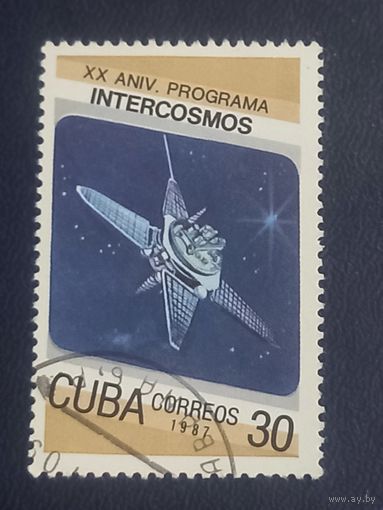 XX ANIV. PROGRAMA
INTERCOSMOS
CUBA CORREOS 30
1987
www.ay.by